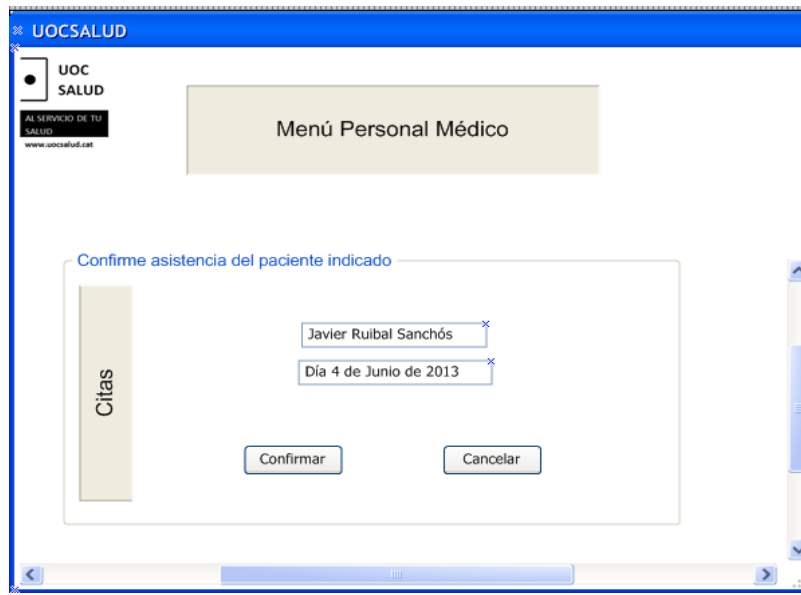 UOCSALUD
UOC
SALUD
AL SERVICIO DE TU
SALUD
www.uocsalud.cat
Menú Personal Médico
Confirme asistencia del paciente indicado
Citas
Javier Ruibal Sanchós
Día 4 de Junio de 2013
Confirmar
Cancelar